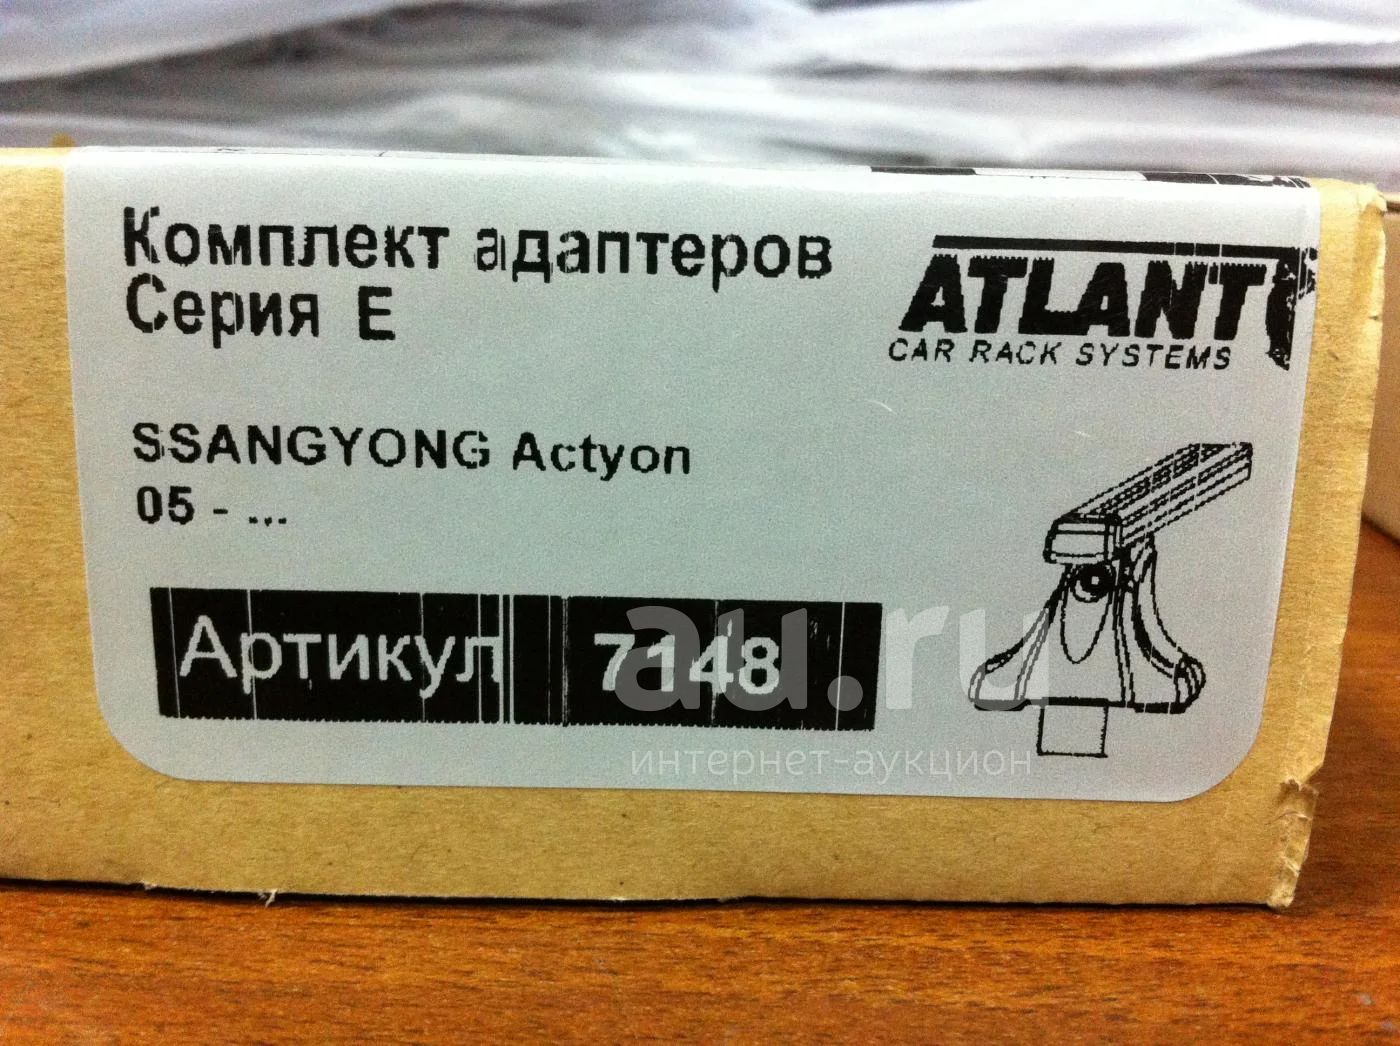 Комплект адаптеров
Серия Е
ATLANT
CAR RACK SYSTEMS
SSANGYONG Actyon
05 - ...
Артикул 7148
au.ru
интернет-аукцион